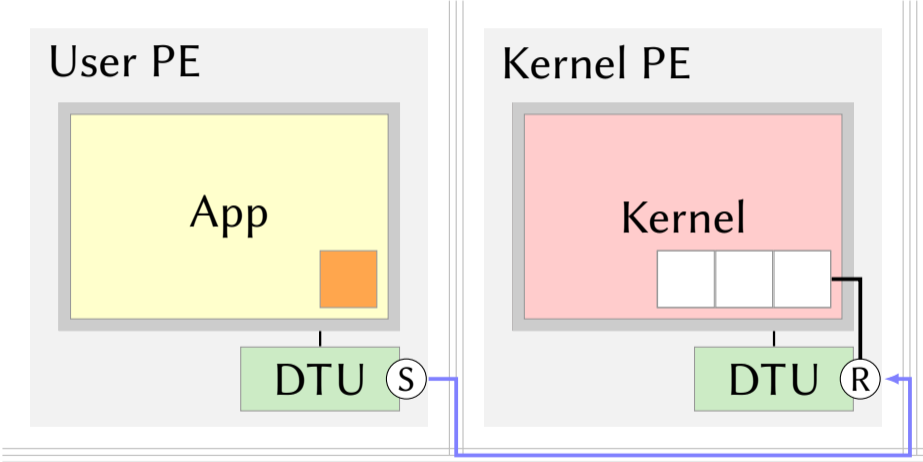 User PE
App
DTU
S
Kernel PE
Kernel
DTU
R